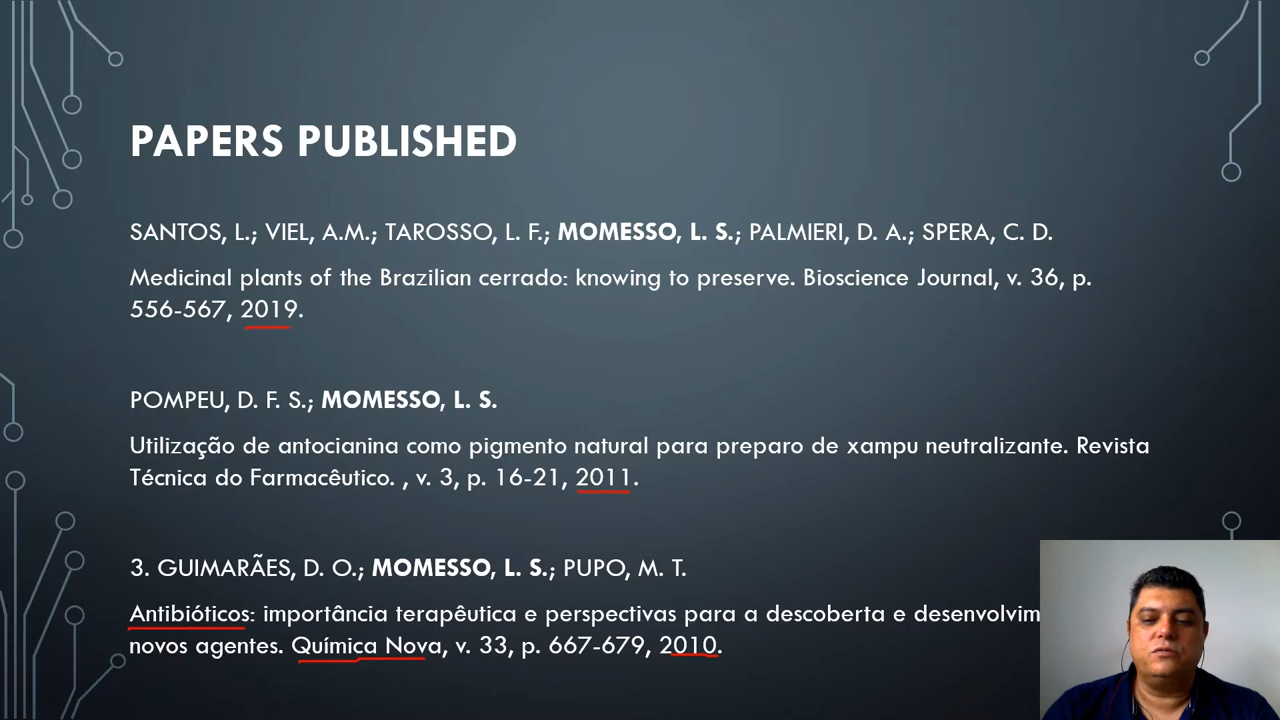 PAPERS PUBLISHED
SANTOS, L.; VIEL, A.M.; TAROSSO, L. F.; MOMESSO, L. S.; PALMIERI, D. A.; SPERA, C. D.
Medicinal plants of the Brazilian cerrado: knowing to preserve. Bioscience Journal, v. 36, p.
556-567, 2019.
POMPEU, D. F. S.; MOMESSO, L. S.
Utilização de antocianina como pigmento natural para preparo de xampu neutralizante. Revista
Técnica do Farmacêutico. , v. 3, p. 16-21, 2011.
3. GUIMARÃES, D. O.; MOMESSO, L. S.; PUPO, M. T.
Antibióticos: importância terapêutica e perspectivas para a descoberta e desenvolvim
novos agentes. Química Nova, v. 33, p. 667-679, 2010.